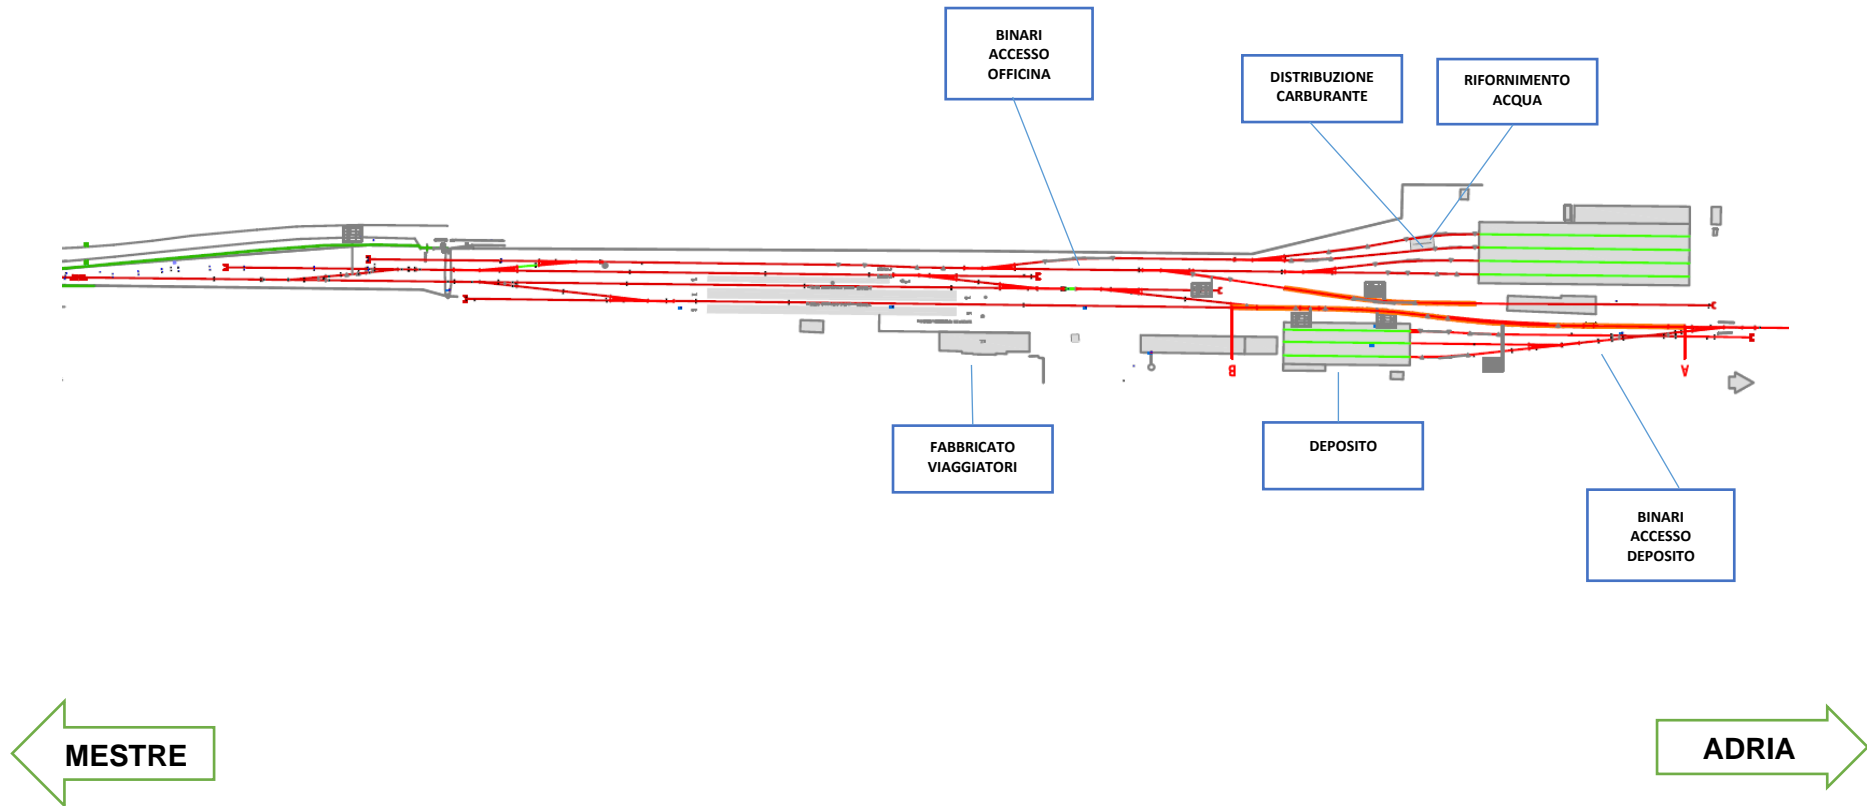 BINARI
ACCESSO
OFFICINA
DISTRIBUZIONE
CARBURANTE
RIFORNIMENTO
ACQUA
B
A
FABBRICATO
VIAGGIATORI
DEPOSITO
BINARI
ACCESSO
DEPOSITO
MESTRE
ADRIA